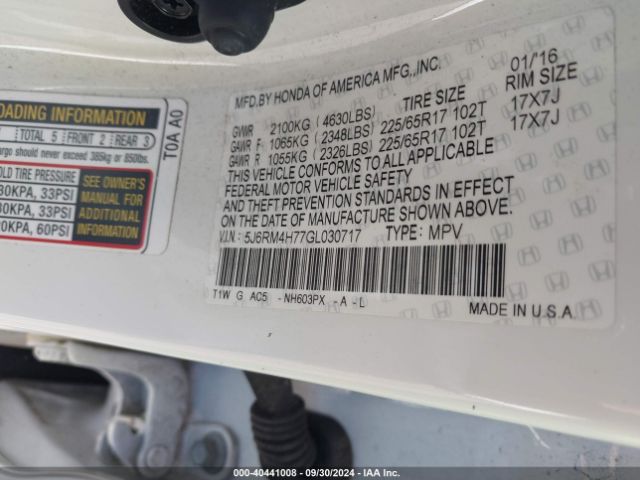 MFD. BY HONDA OF AMERICA MFG., INC. 01/'16
GVWR 2100KG (4630LBS) TIRE SIZE RIM SIZE
GAWR F 1065KG (2348LBS) 225/65R17 102T 17X7J
GAWR R 1055KG (2326LBS) 225/65R17 102T 17X7J
THIS VEHICLE CONFORMS TO ALL APPLICABLE
FEDERAL MOTOR VEHICLE SAFETY
AND THEFT PREVENTION STANDARDS IN EFFECT
ON THE DATE OF MANUFACTURE SHOWN ABOVE.
V.I.N.: 5J6RM4H77GL030717 TYPE: MPV
T1W G AC5 - NH603PX - A - L
MADE IN U.S.A.
OADING INFORMATION
TOTAL 5 FRONT 2 REAR 3
argo should never exceed 385kg or 850lbs.
OLD TIRE PRESSURE
30KPA, 33PSI
30KPA, 33PSI
0KPA, 60PSI
SEE OWNER'S
MANUAL FOR
ADDITIONAL
INFORMATION
T0A A0
000-40441008 - 09/30/2024 - IAA Inc.